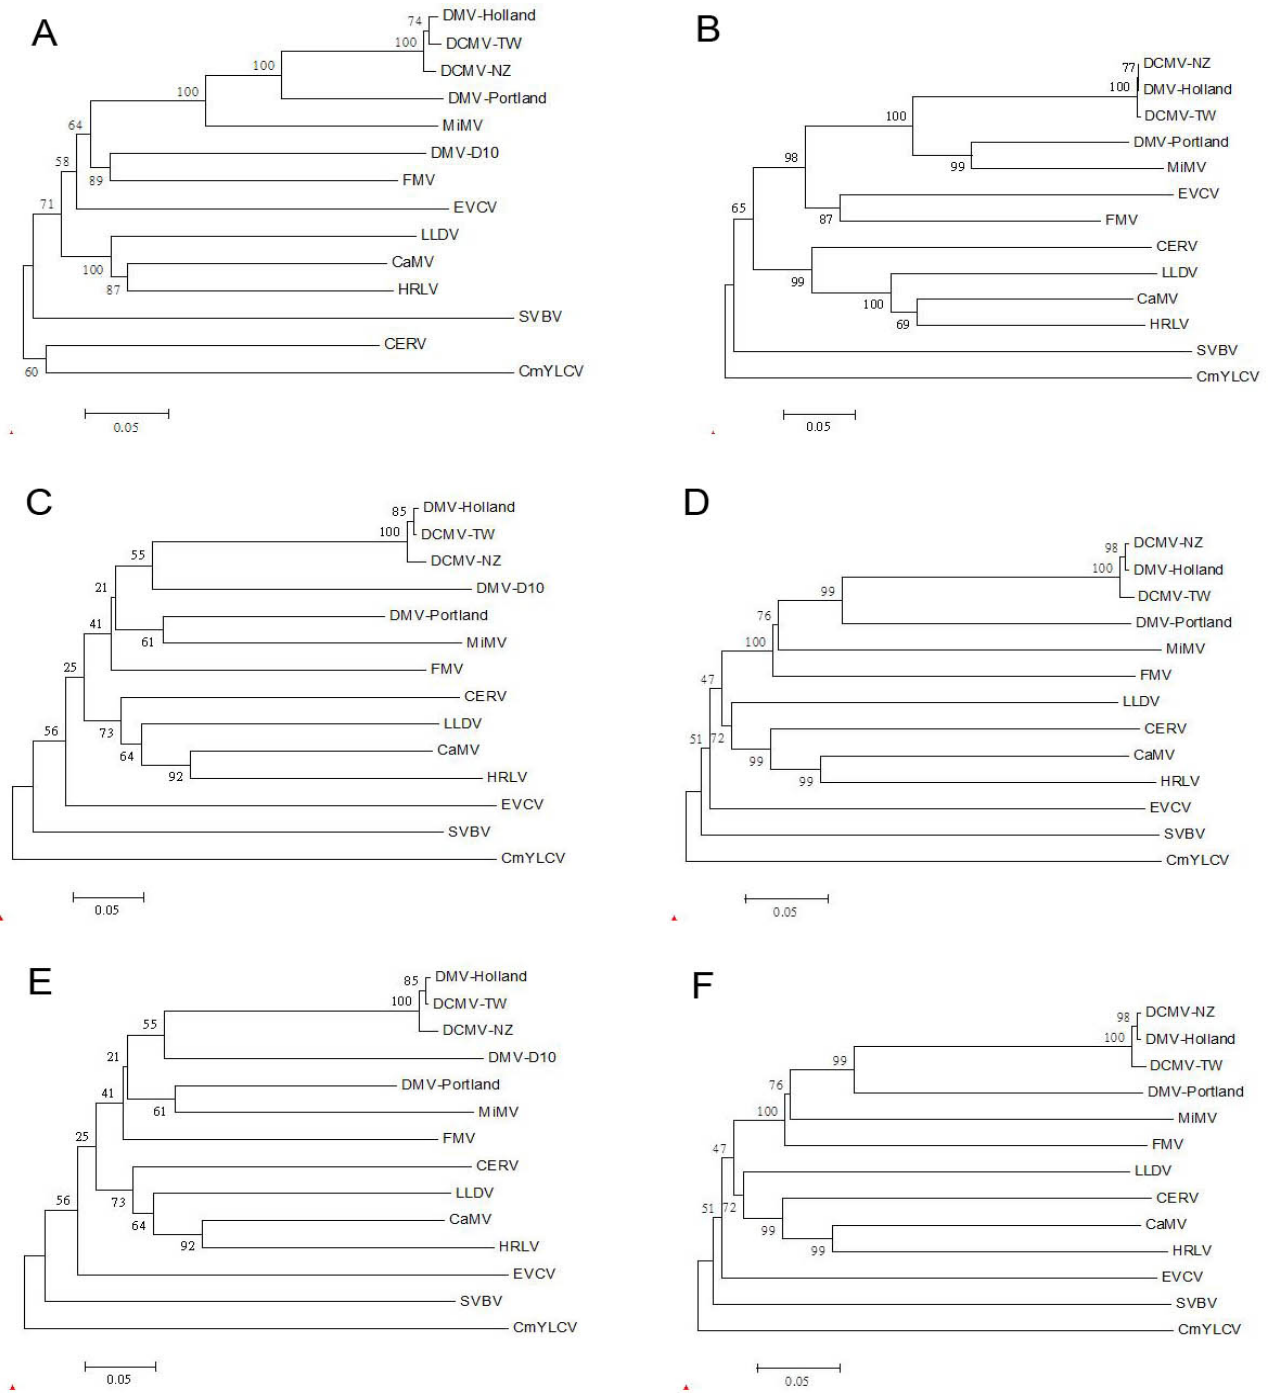 A
74
DMV-Holland
100
DCMV-TW
DCMV-NZ
100
DMV-Portland
100
MiMV
64
DMV-D10
58
89
FMV
71
EVCV
LLDV
100
CaMV
87
HRLV
SVBV
CERV
60
CmYLCV
0.05
B
77
DCMV-NZ
100
DMV-Holland
DCMV-TW
100
DMV-Portland
98
99
MiMV
EVCV
65
87
FMV
CERV
99
LLDV
100
CaMV
69
HRLV
SVBV
CmYLCV
0.05
C
85
DMV-Holland
100
DCMV-TW
55
DCMV-NZ
21
DMV-D10
DMV-Portland
41
61
MiMV
25
FMV
CERV
73
LLDV
56
64
CaMV
92
HRLV
EVCV
SVBV
CmYLCV
0.05
D
98
DCMV-NZ
100
DMV-Holland
99
DCMV-TW
76
DMV-Portland
100
MiMV
47
FMV
LLDV
51
72
CERV
99
CaMV
99
HRLV
EVCV
SVBV
CmYLCV
0.05
E
85
DMV-Holland
100
DCMV-TW
55
DCMV-NZ
21
DMV-D10
41
DMV-Portland
61
MiMV
25
FMV
CERV
73
LLDV
56
64
CaMV
92
HRLV
EVCV
SVBV
CmYLCV
0.05
F
98
DCMV-NZ
100
DMV-Holland
99
DCMV-TW
76
DMV-Portland
100
MiMV
47
FMV
LLDV
51
72
CERV
99
CaMV
99
HRLV
EVCV
SVBV
CmYLCV
0.05